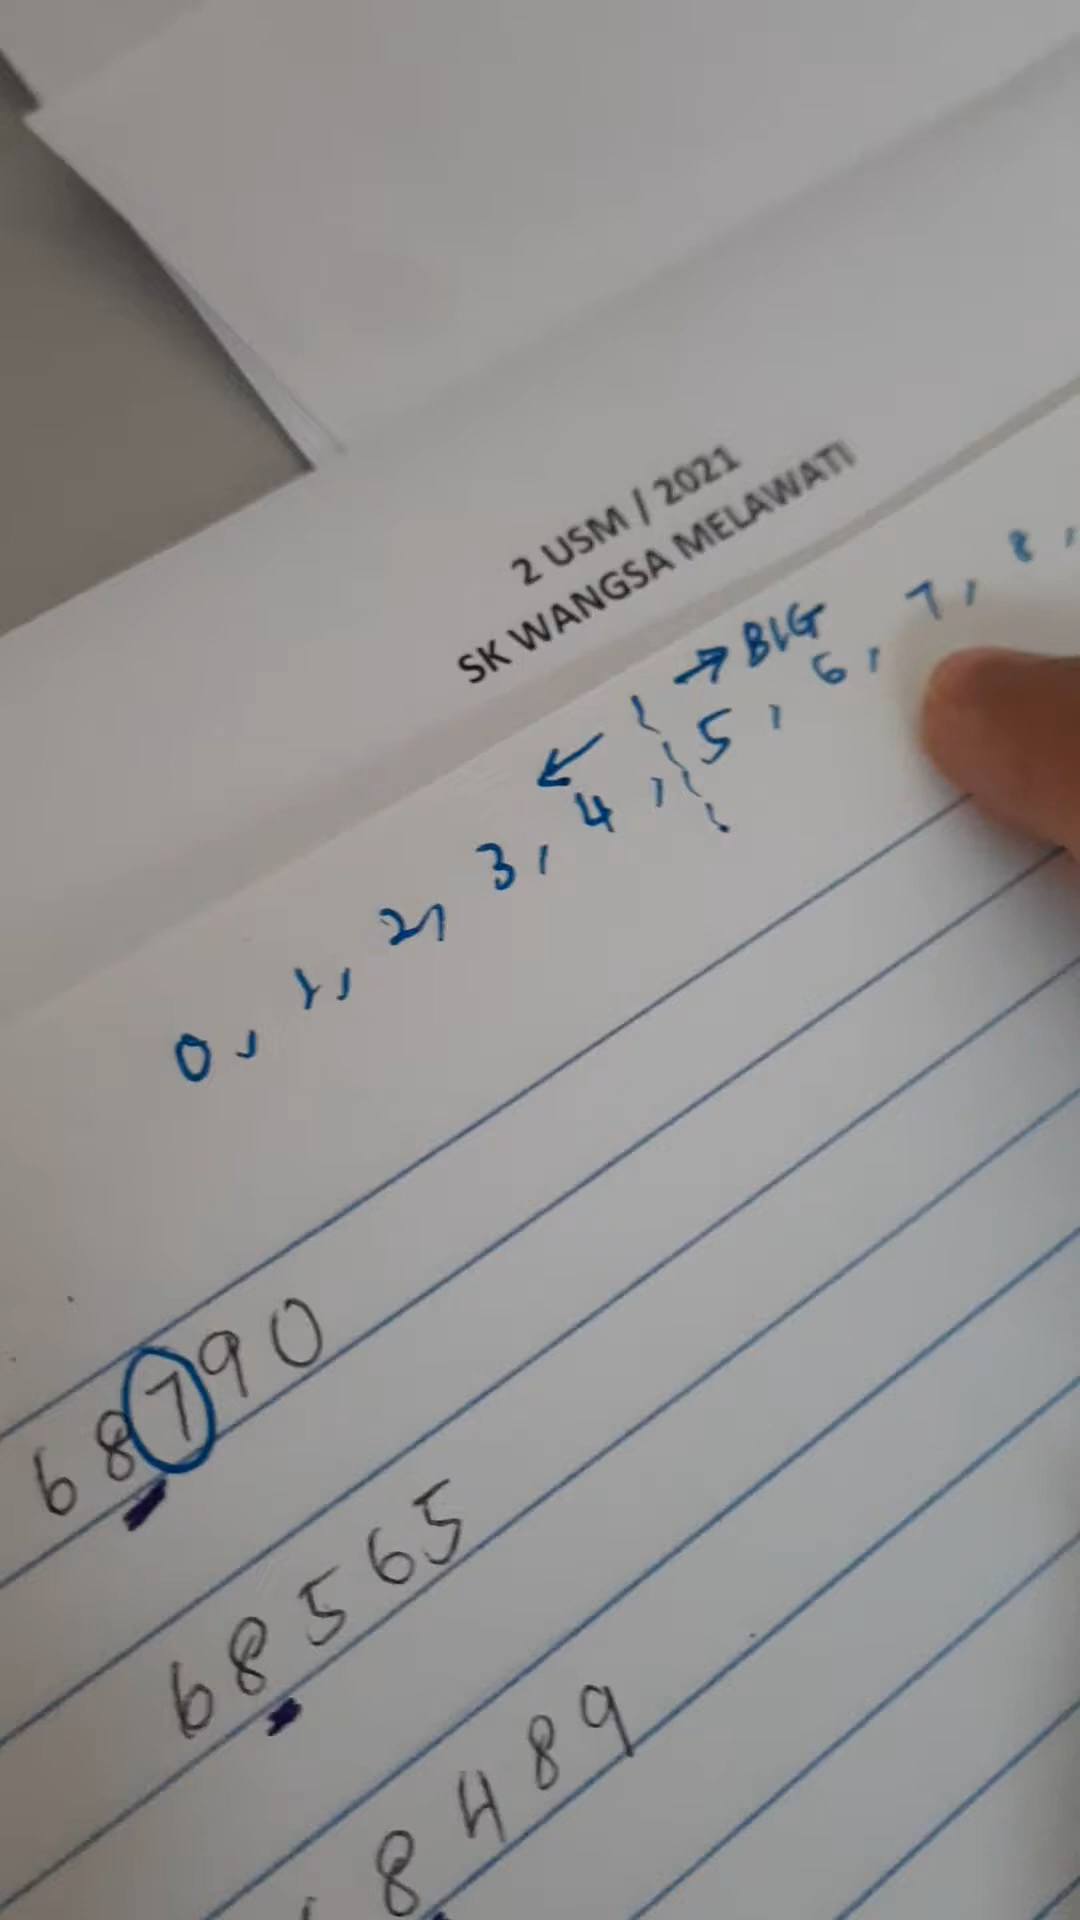 2 USM / 2021
SK WANGSA MELAWATI
→ BIG
0, 1, 2, 3, 4, 5, 6, 7, 8,
68790
68565
8489